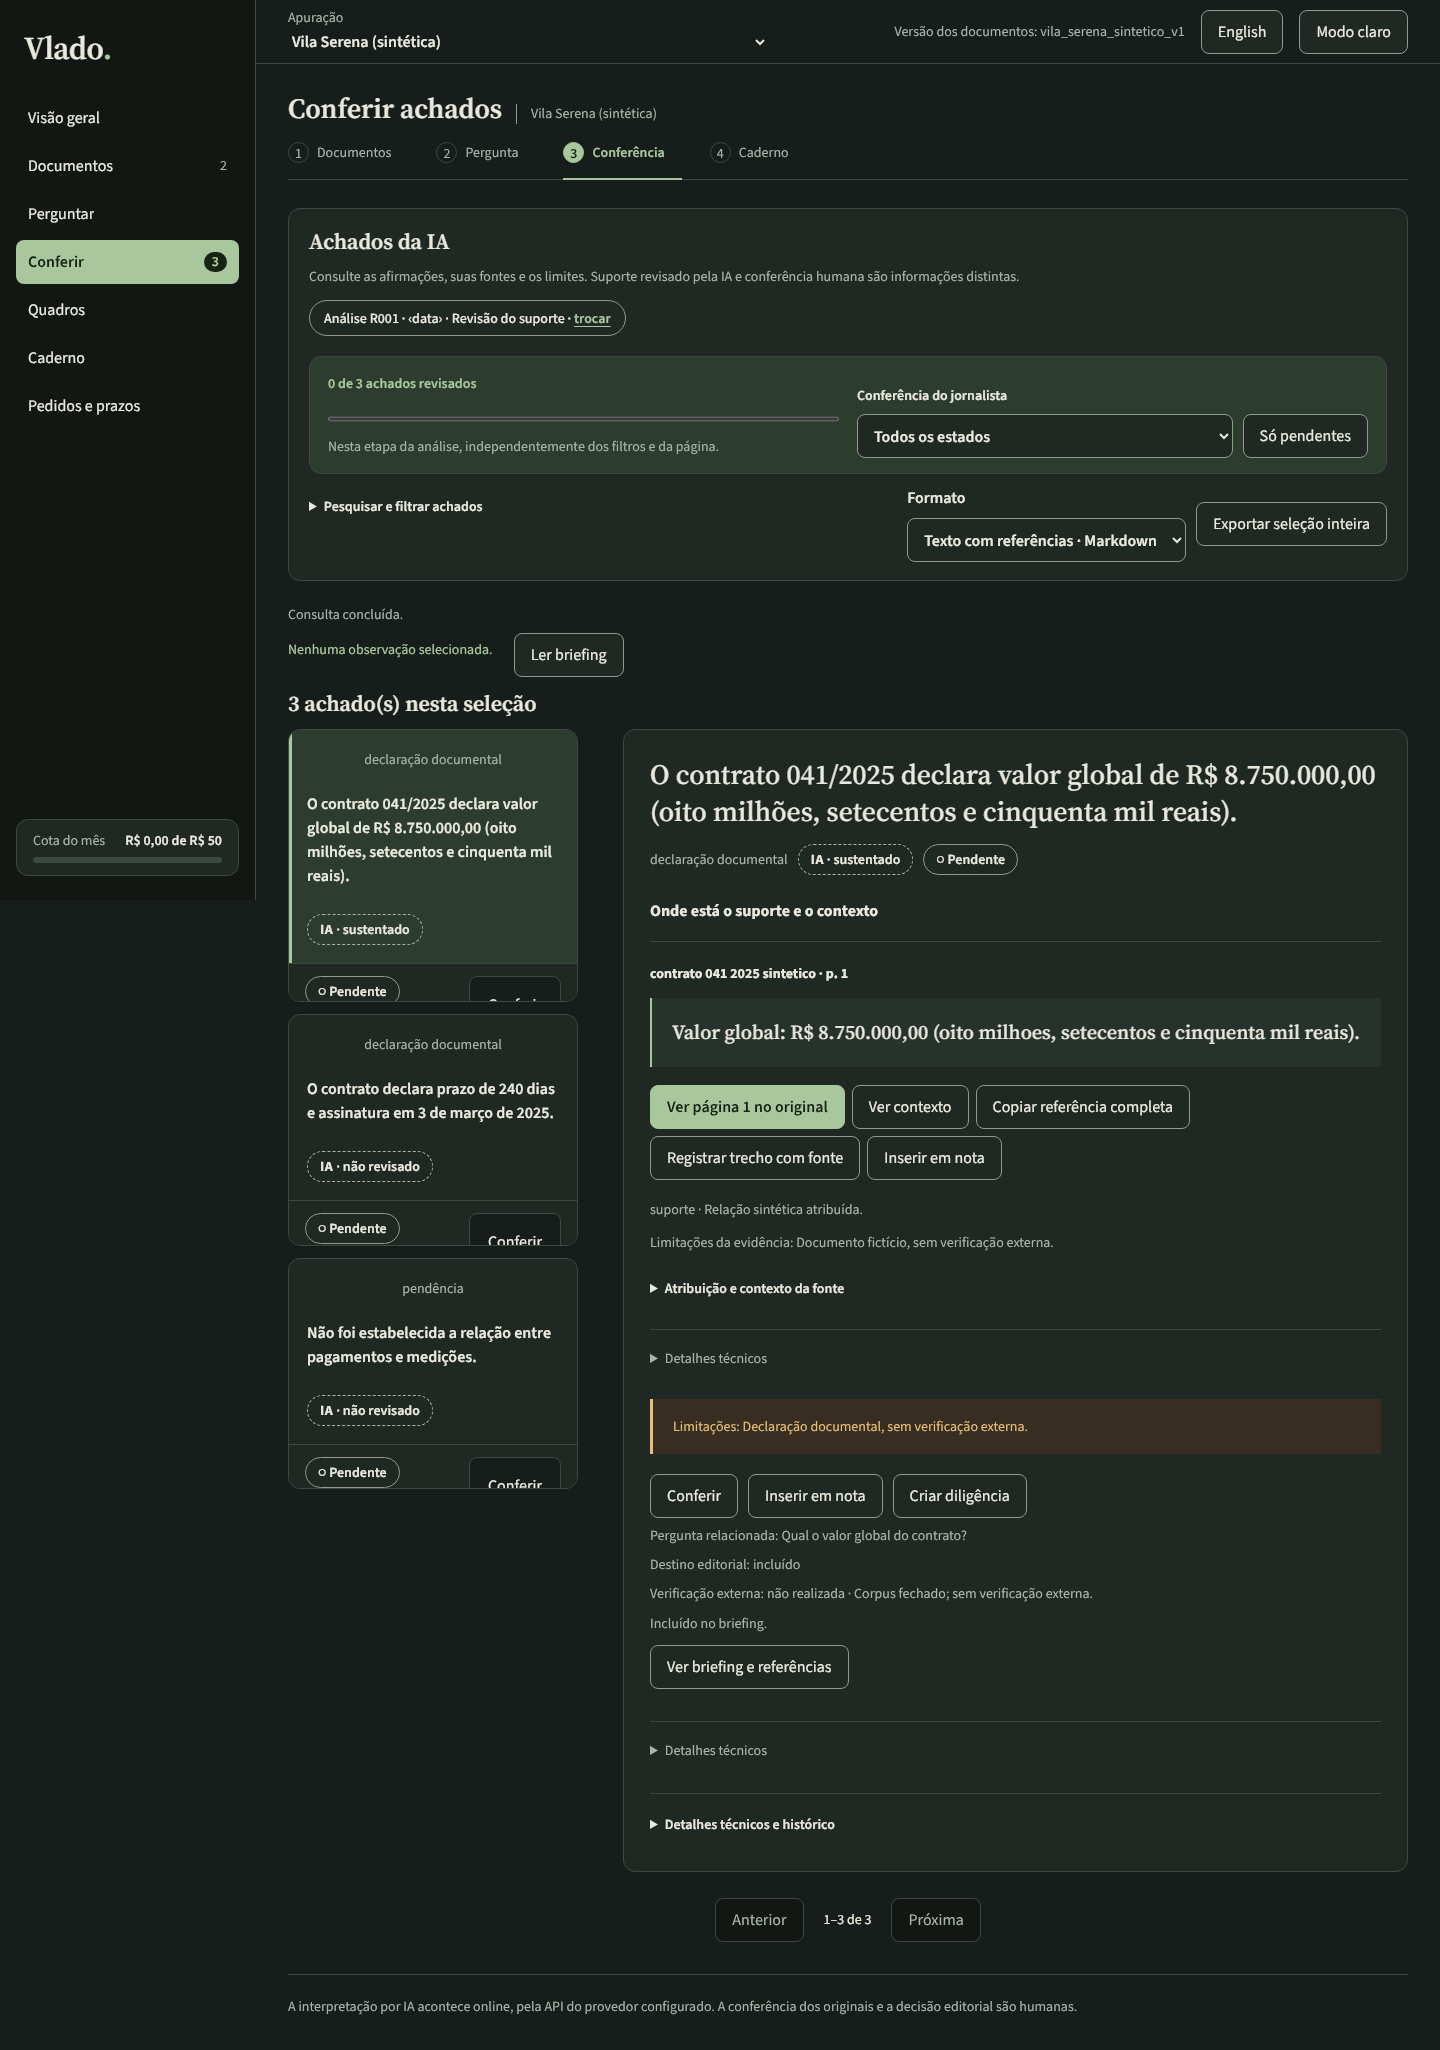 Vlado.
Visão geral
Documentos 2
Perguntar
Conferir 3
Quadros
Caderno
Pedidos e prazos
Cota do mês R$ 0,00 de R$ 50
Apuração
Vila Serena (sintética)
Versão dos documentos: vila_serena_sintetico_v1
English
Modo claro
Conferir achados
Vila Serena (sintética)
1 Documentos
2 Pergunta
3 Conferência
4 Caderno
Achados da IA
Consulte as afirmações, suas fontes e os limites. Suporte revisado pela IA e conferência humana são informações distintas.
Análise R001 · ‹data› · Revisão do suporte · trocar
0 de 3 achados revisados
Nesta etapa da análise, independentemente dos filtros e da página.
Conferência do jornalista
Todos os estados
Só pendentes
Pesquisar e filtrar achados
Formato
Texto com referências · Markdown
Exportar seleção inteira
Consulta concluída.
Nenhuma observação selecionada.
Ler briefing
3 achado(s) nesta seleção
declaração documental
O contrato 041/2025 declara valor
global de R$ 8.750.000,00 (oito
milhões, setecentos e cinquenta mil
reais).
IA · sustentado
Pendente
Conferir
declaração documental
O contrato declara prazo de 240 dias
e assinatura em 3 de março de 2025.
IA · não revisado
Pendente
Conferir
pendência
Não foi estabelecida a relação entre
pagamentos e medições.
IA · não revisado
Pendente
Conferir
O contrato 041/2025 declara valor global de R$ 8.750.000,00
(oito milhões, setecentos e cinquenta mil reais).
declaração documental
IA · sustentado
Pendente
Onde está o suporte e o contexto
contrato 041 2025 sintetico · p. 1
Valor global: R$ 8.750.000,00 (oito milhoes, setecentos e cinquenta mil reais).
Ver página 1 no original
Ver contexto
Copiar referência completa
Registrar trecho com fonte
Inserir em nota
suporte · Relação sintética atribuída.
Limitações da evidência: Documento fictício, sem verificação externa.
Atribuição e contexto da fonte
Detalhes técnicos
Limitações: Declaração documental, sem verificação externa.
Conferir
Inserir em nota
Criar diligência
Pergunta relacionada: Qual o valor global do contrato?
Destino editorial: incluído
Verificação externa: não realizada · Corpus fechado; sem verificação externa.
Incluído no briefing.
Ver briefing e referências
Detalhes técnicos
Detalhes técnicos e histórico
Anterior
1–3 de 3
Próxima
A interpretação por IA acontece online, pela API do provedor configurado. A conferência dos originais e a decisão editorial são humanas.